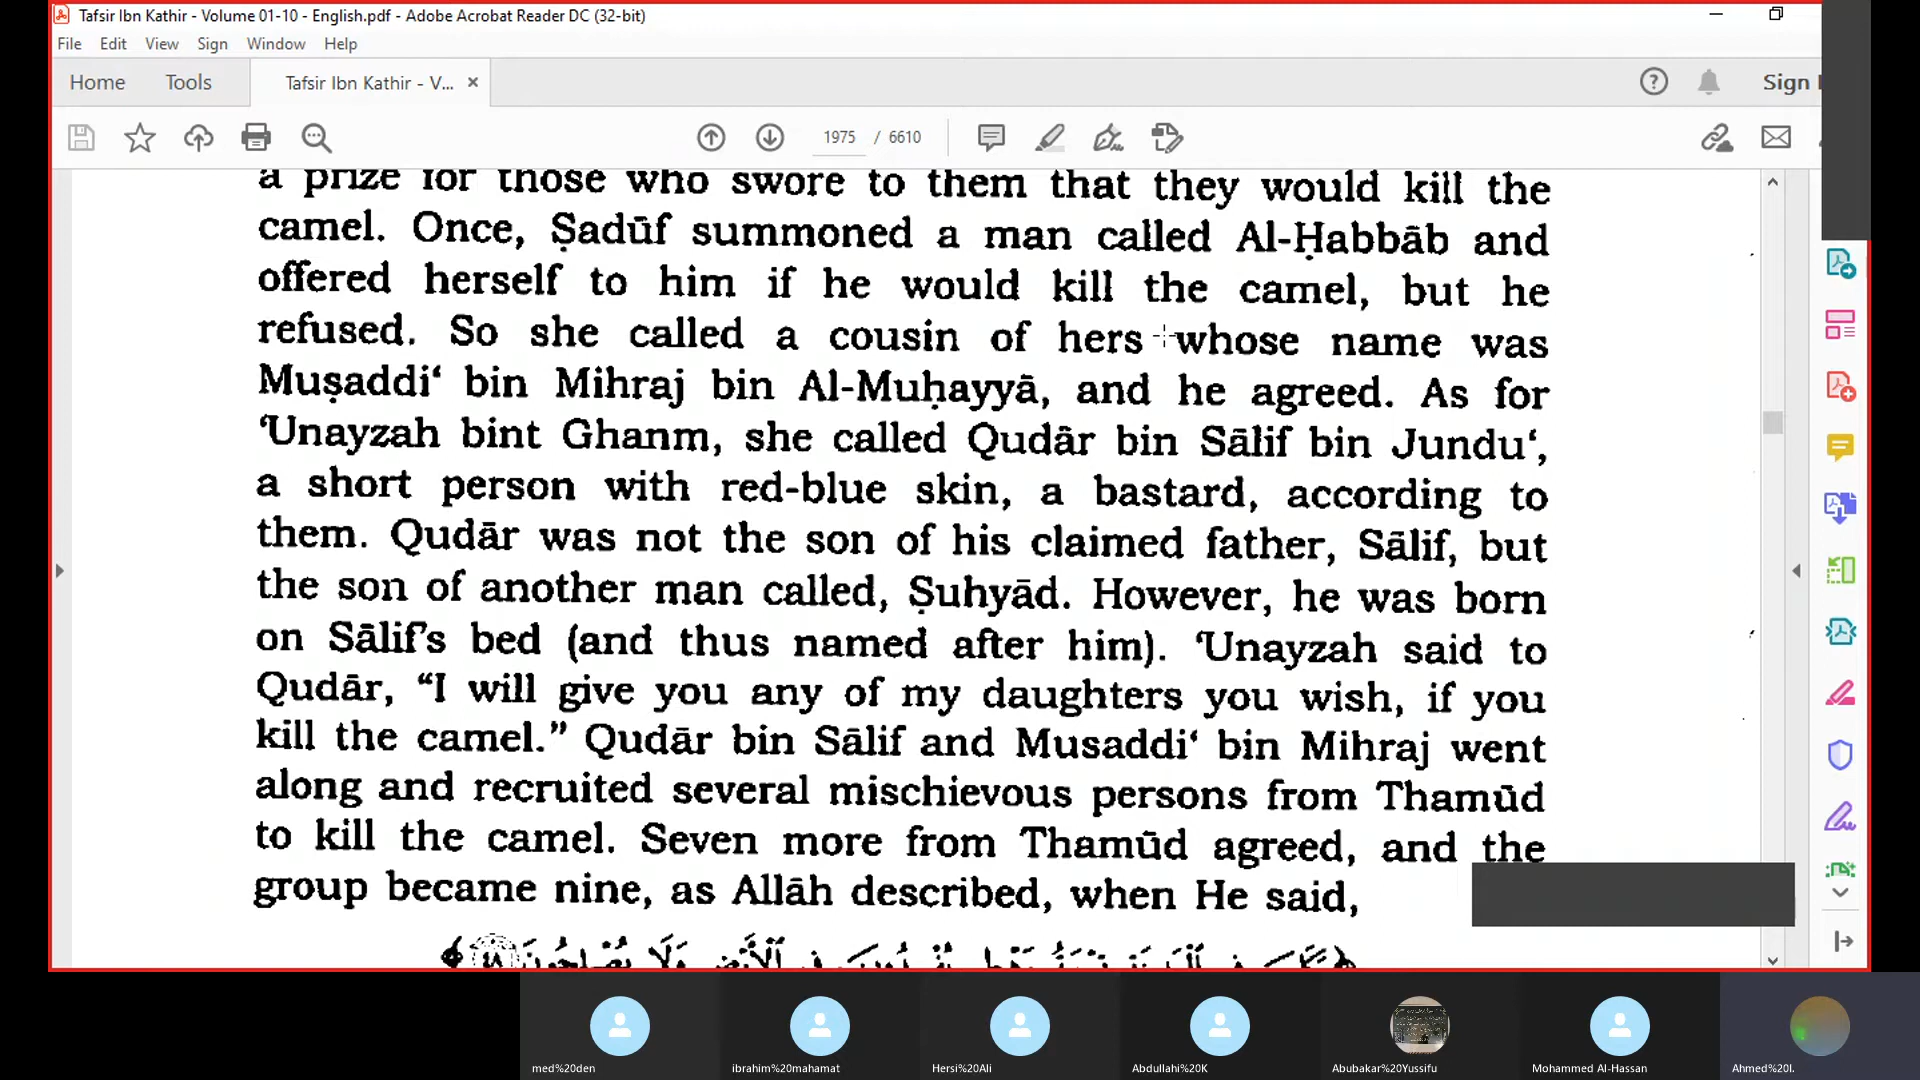 Tafsir Ibn Kathir - Volume 01-10 - English.pdf - Adobe Acrobat Reader DC (32-bit)
File Edit View Sign Window Help
Home Tools Tafsir Ibn Kathir - V... × Sign
1975 / 6610
a prize for those who swore to them that they would kill the
camel. Once, Ṣadūf summoned a man called Al-Ḥabbāb and
offered herself to him if he would kill the camel, but he
refused. So she called a cousin of hers whose name was
Muṣaddi‘ bin Mihraj bin Al-Muḥayyā, and he agreed. As for
‘Unayzah bint Ghanm, she called Qudār bin Sālif bin Jundu‘,
a short person with red-blue skin, a bastard, according to
them. Qudār was not the son of his claimed father, Sālif, but
the son of another man called, Ṣuhyād. However, he was born
on Sālif's bed (and thus named after him). ‘Unayzah said to
Qudār, “I will give you any of my daughters you wish, if you
kill the camel.” Qudār bin Sālif and Musaddi‘ bin Mihraj went
along and recruited several mischievous persons from Thamūd
to kill the camel. Seven more from Thamūd agreed, and the
group became nine, as Allāh described, when He said,
med%20den ibrahim%20mahamat Hersi%20Ali Abdullahi%20K Abubakar%20Yussifu Mohammed Al-Hassan Ahmed%20I.